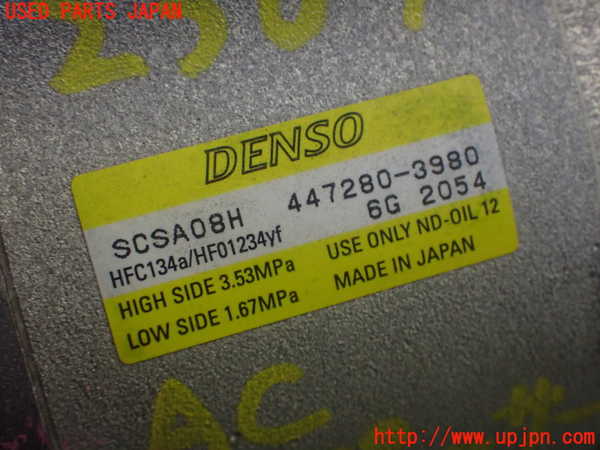 USED PARTS JAPAN
DENSO
SCSA08H 447280-3980
6G 2054
HFC134a/HFO1234yf
HIGH SIDE 3.53MPa USE ONLY ND-OIL 12
LOW SIDE 1.67MPa MADE IN JAPAN
AC
http://www.upjpn.com/